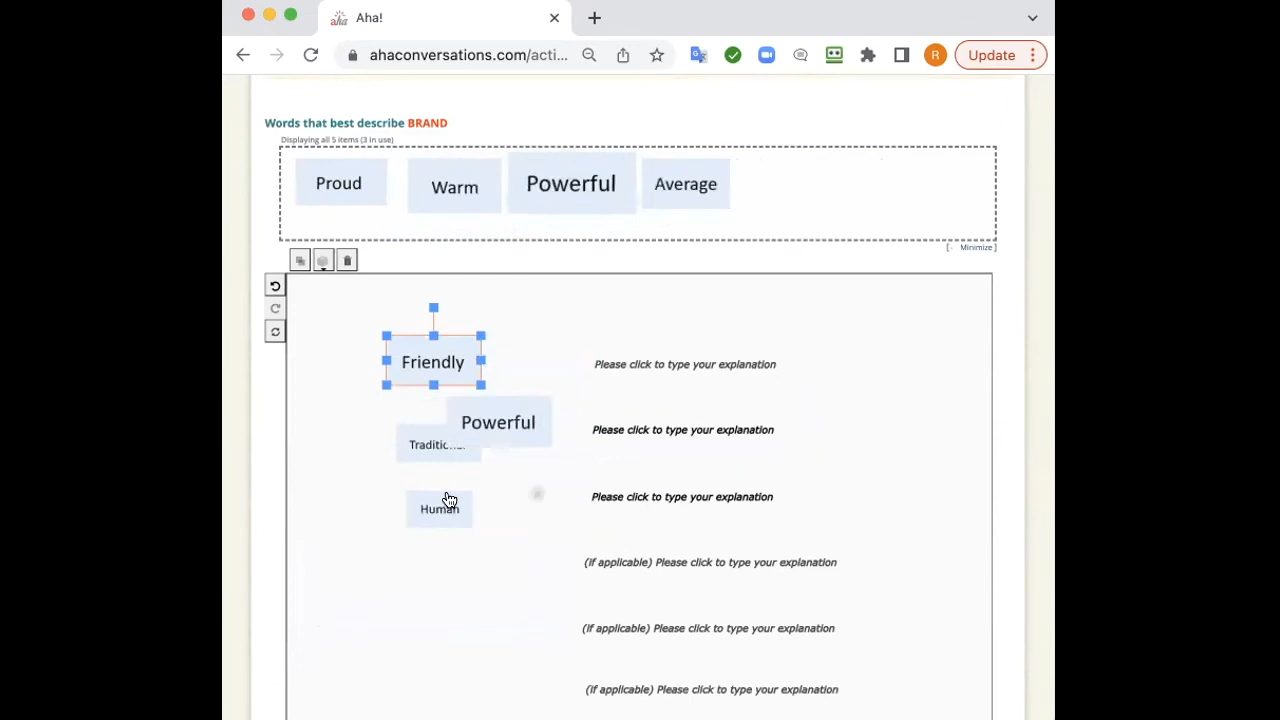 Aha!
ahaconversations.com/acti...
R
Update
Words that best describe BRAND
Displaying all 5 items (3 in use)
Proud
Warm
Powerful
Average
[- Minimize ]
Friendly
Please click to type your explanation
Powerful
Please click to type your explanation
Please click to type your explanation
Human
(if applicable) Please click to type your explanation
(if applicable) Please click to type your explanation
(if applicable) Please click to type your explanation